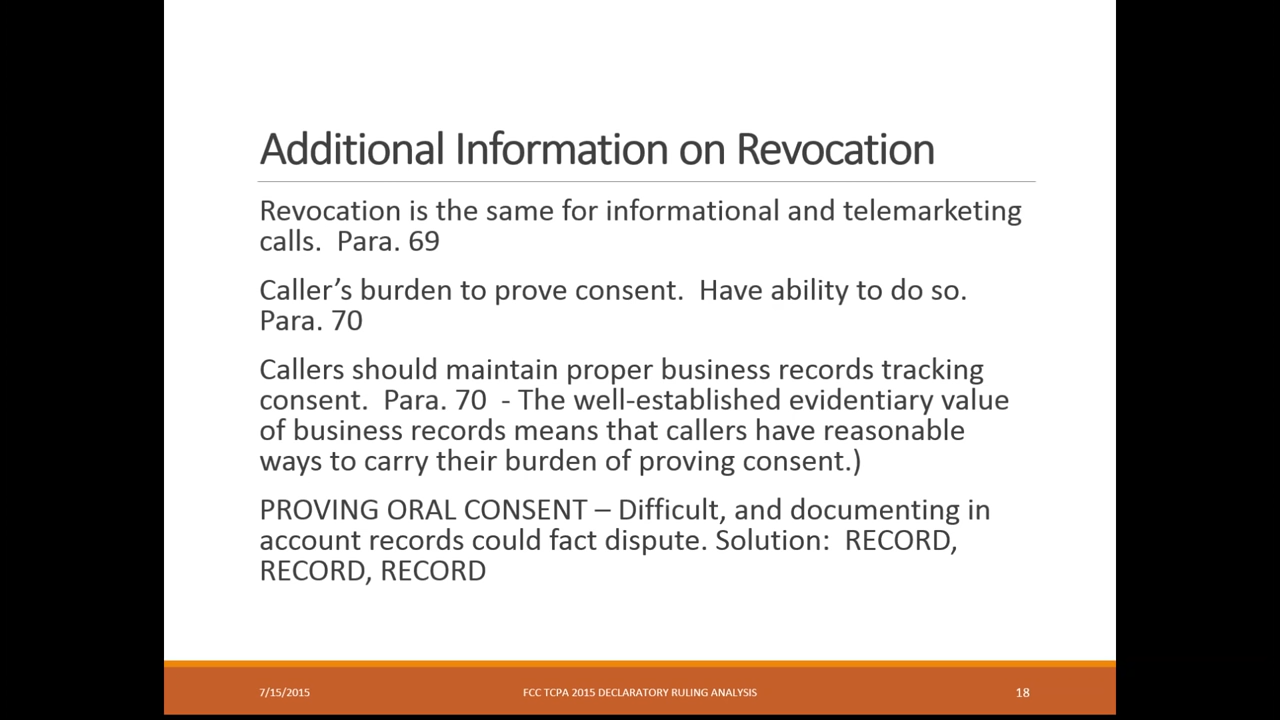 Additional Information on Revocation
Revocation is the same for informational and telemarketing
calls.  Para. 69
Caller’s burden to prove consent.  Have ability to do so.
Para. 70
Callers should maintain proper business records tracking
consent.  Para. 70  - The well-established evidentiary value
of business records means that callers have reasonable
ways to carry their burden of proving consent.)
PROVING ORAL CONSENT – Difficult, and documenting in
account records could fact dispute. Solution:  RECORD,
RECORD, RECORD
7/15/2015
FCC TCPA 2015 DECLARATORY RULING ANALYSIS
18